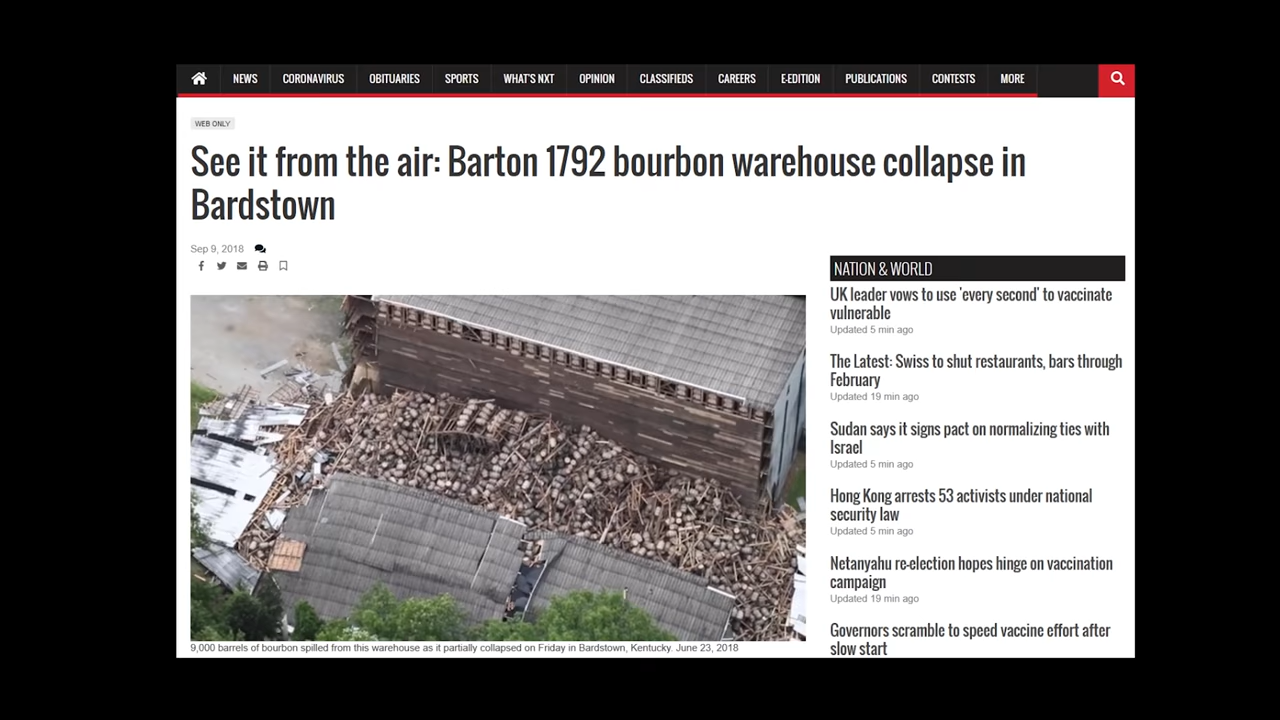 NEWS CORONAVIRUS OBITUARIES SPORTS WHAT'S NXT OPINION CLASSIFIEDS CAREERS E-EDITION PUBLICATIONS CONTESTS MORE
WEB ONLY
See it from the air: Barton 1792 bourbon warehouse collapse in
Bardstown
Sep 9, 2018
9,000 barrels of bourbon spilled from this warehouse as it partially collapsed on Friday in Bardstown, Kentucky. June 23, 2018
NATION & WORLD
UK leader vows to use 'every second' to vaccinate
vulnerable
Updated 5 min ago
The Latest: Swiss to shut restaurants, bars through
February
Updated 19 min ago
Sudan says it signs pact on normalizing ties with
Israel
Updated 5 min ago
Hong Kong arrests 53 activists under national
security law
Updated 5 min ago
Netanyahu re-election hopes hinge on vaccination
campaign
Updated 19 min ago
Governors scramble to speed vaccine effort after
slow start